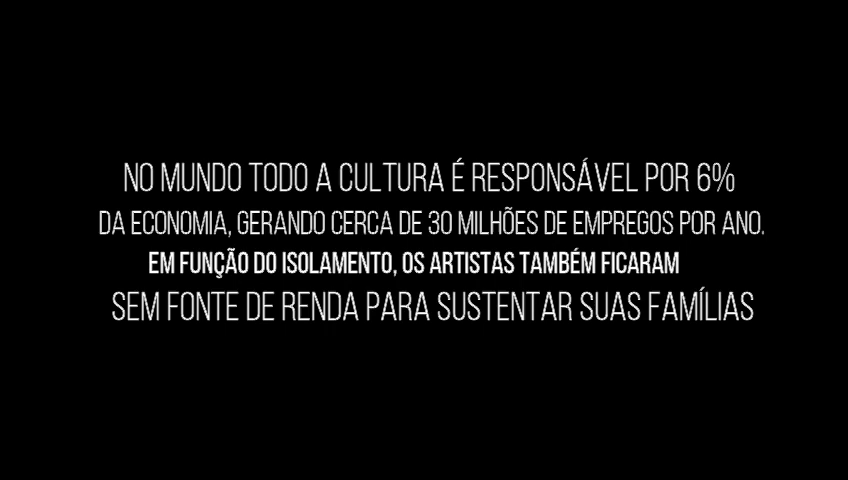 NO MUNDO TODO A CULTURA É RESPONSÁVEL POR 6%
DA ECONOMIA, GERANDO CERCA DE 30 MILHÕES DE EMPREGOS POR ANO.
EM FUNÇÃO DO ISOLAMENTO, OS ARTISTAS TAMBÉM FICARAM
SEM FONTE DE RENDA PARA SUSTENTAR SUAS FAMÍLIAS